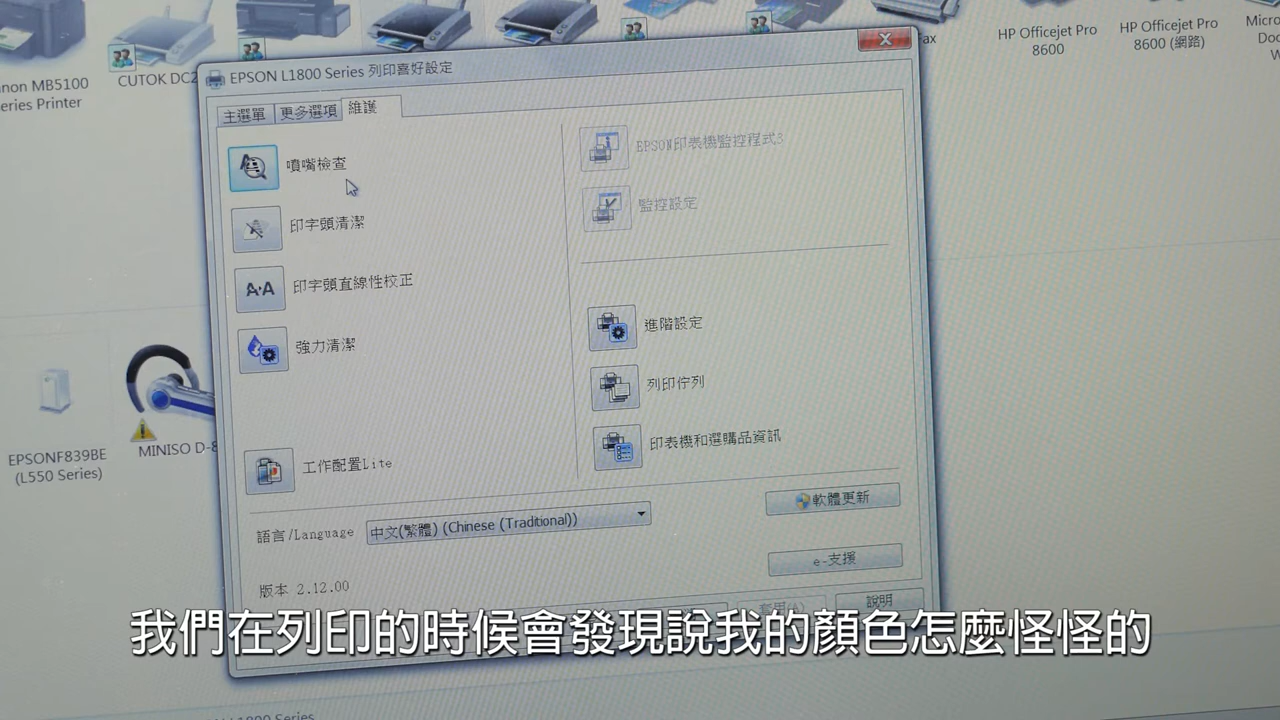 CUTOK DC2
HP Officejet Pro
8600
HP Officejet Pro
8600 (網路)
MB5100
Printer
EPSON L1800 Series 列印喜好設定
主選單
更多選項
維護
噴嘴檢查
印字頭清潔
印字頭直線性校正
強力清潔
工作配置Lite
EPSON印表機監控程式3
監控設定
進階設定
列印佇列
印表機和選購品資訊
語言/Language
中文(繁體) (Chinese (Traditional))
軟體更新
e-支援
版本 2.12.00
說明
EPSONF839BE
(L550 Series)
MINISO D-8
我們在列印的時候會發現說我的顏色怎麼怪怪的